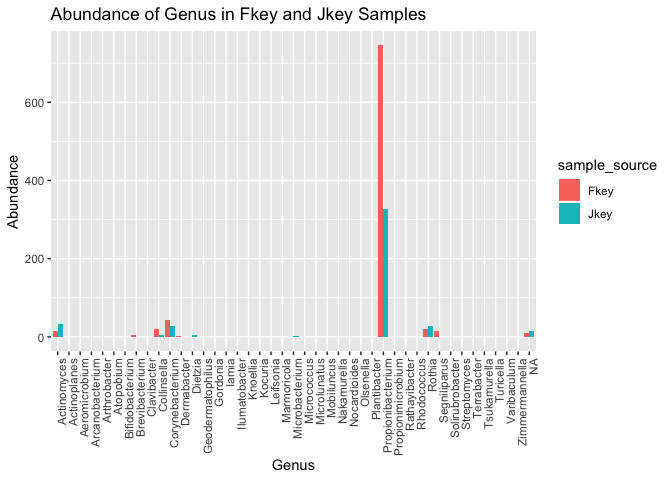 Abundance of Genus in Fkey and Jkey Samples
Abundance
600
400
200
0
Actinomyces
Actinoplanes
Aeromicrobium
Arcanobacterium
Arthrobacter
Atopobium
Bifidobacterium
Brevibacterium
Clavibacter
Collinsella
Corynebacterium
Dermabacter
Dietzia
Geodermatophilus
Gordonia
Iamia
Ilumatobacter
Knoellia
Kocuria
Leifsonia
Marmoricola
Microbacterium
Micrococcus
Microlunatus
Mobiluncus
Nakamurella
Nocardioides
Olsenella
Plantibacter
Propionibacterium
Propionimicrobium
Rathayibacter
Rhodococcus
Rothia
Segniliparus
Solirubrobacter
Streptomyces
Terrabacter
Tsukamurella
Turicella
Varibaculum
Zimmermannella
NA
Genus
sample_source
Fkey
Jkey